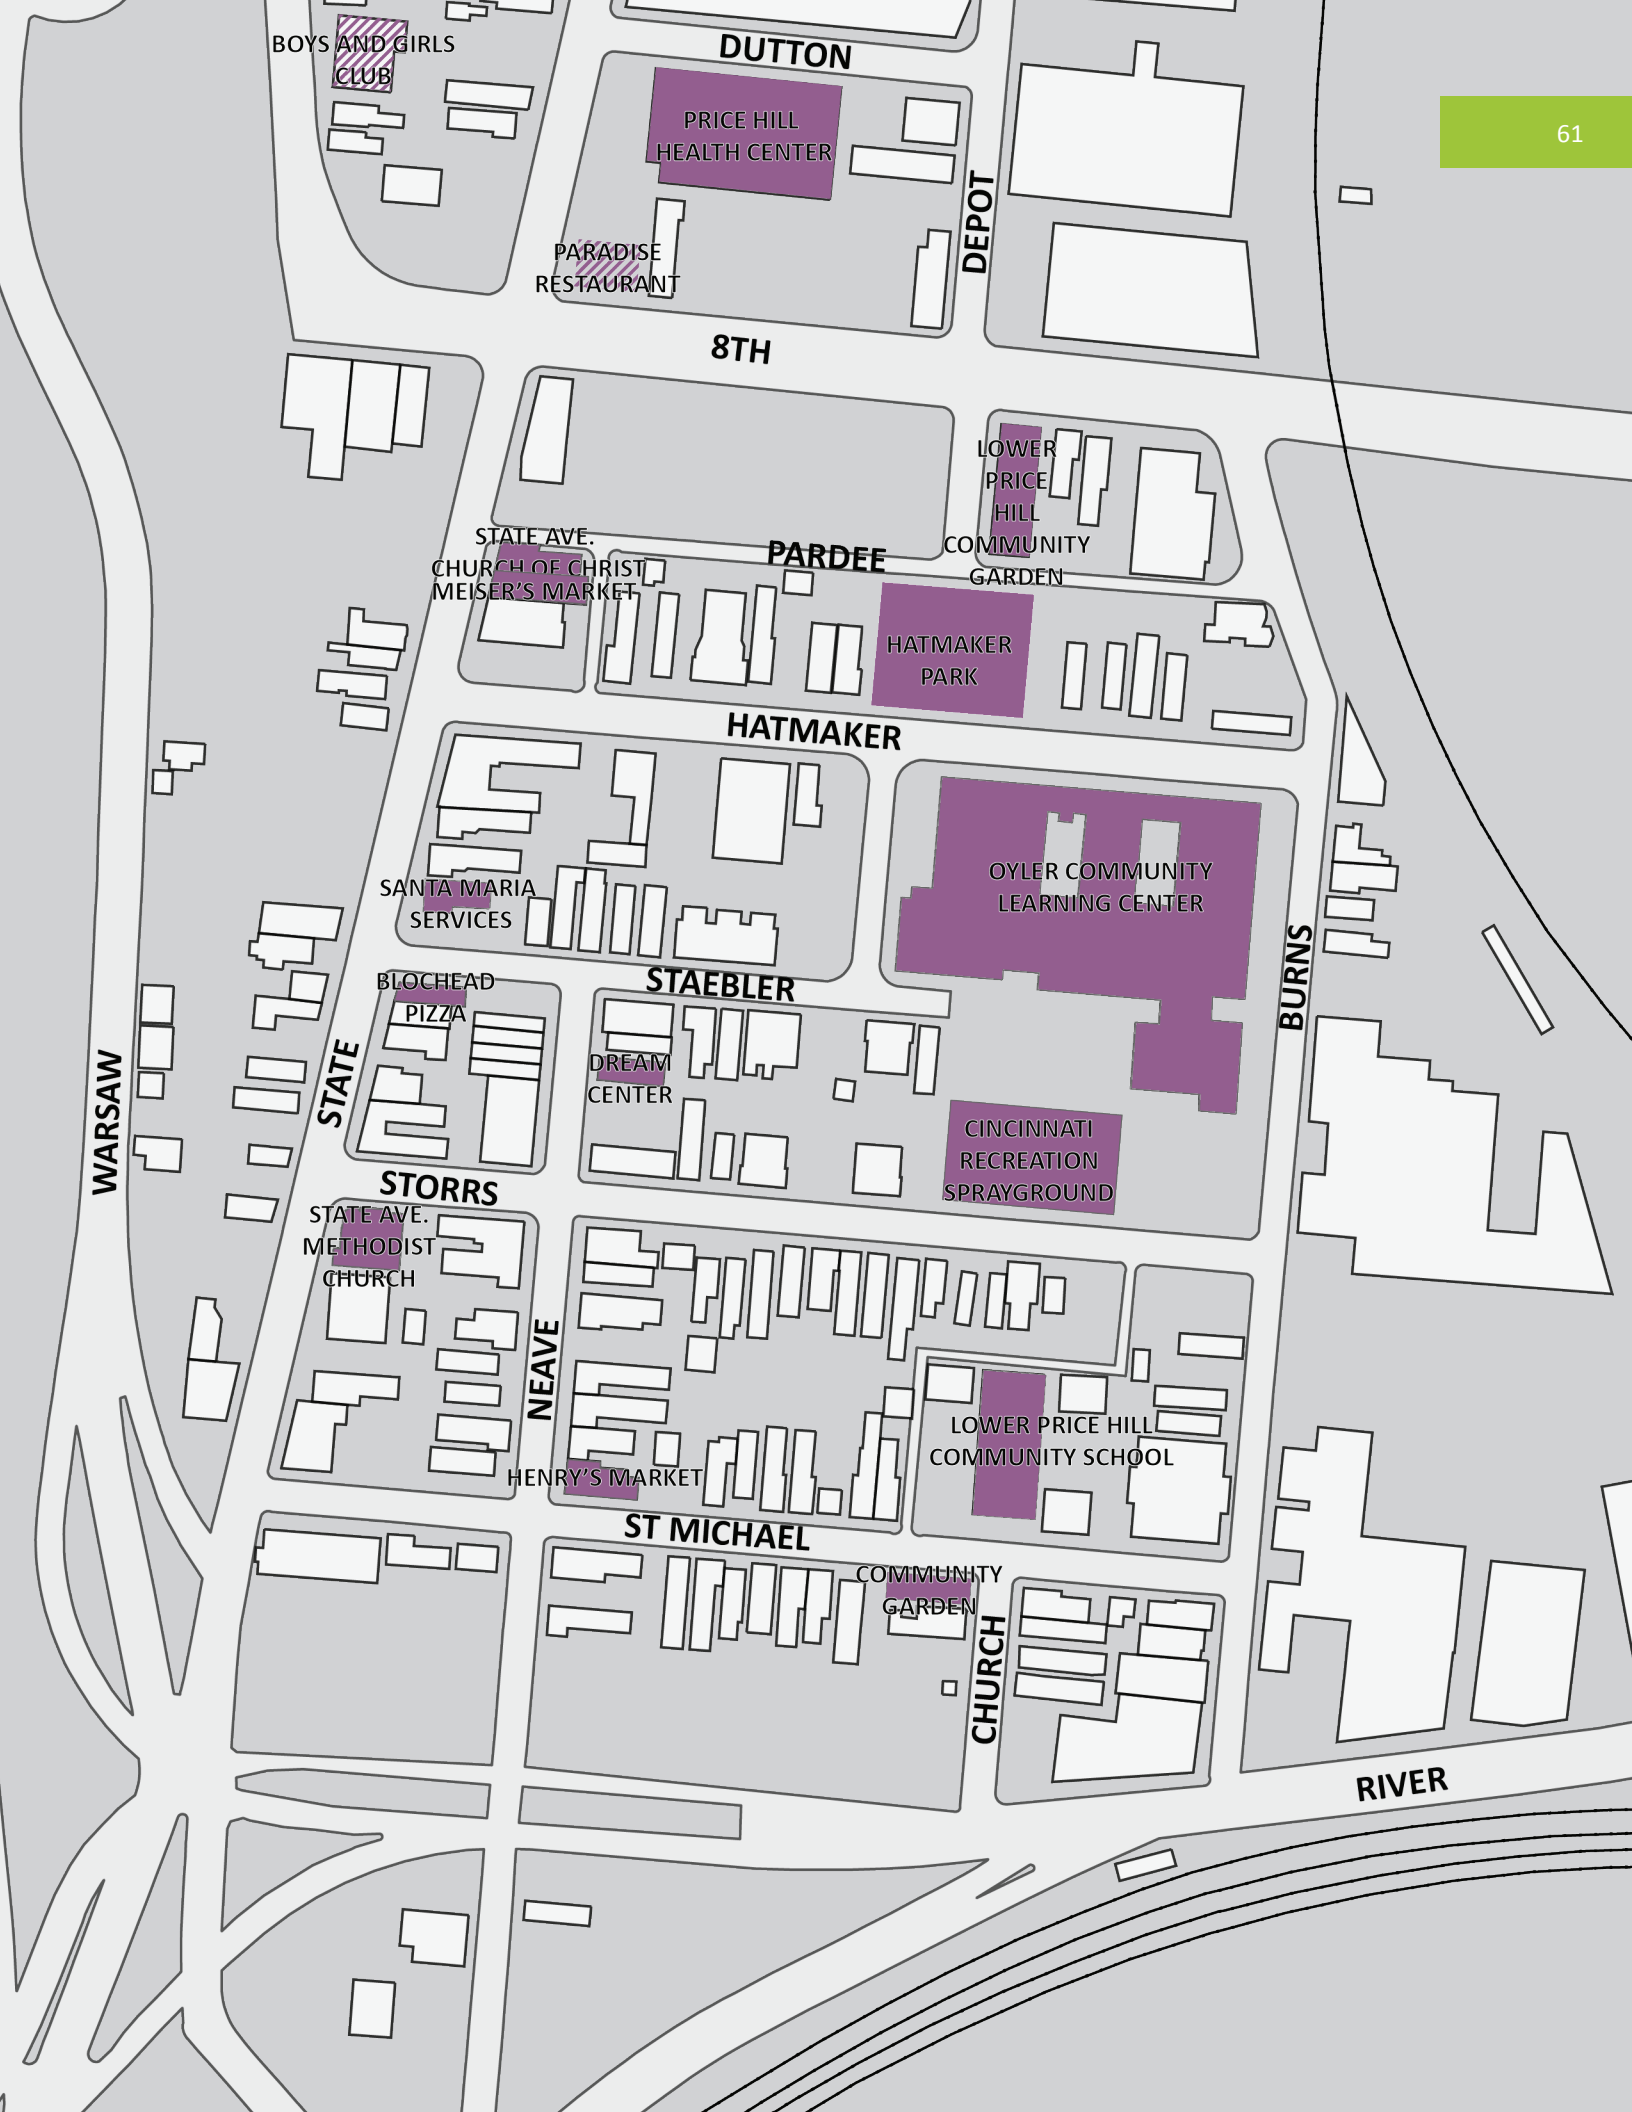 BOYS AND GIRLS
CLUB
DUTTON
PRICE HILL
HEALTH CENTER
61
DEPOT
PARADISE
RESTAURANT
8TH
LOWER
PRICE
HILL
COMMUNITY
GARDEN
STATE AVE.
CHURCH OF CHRIST
MEISER'S MARKET
PARDEE
HATMAKER
PARK
HATMAKER
OYLER COMMUNITY
LEARNING CENTER
SANTA MARIA
SERVICES
BURNS
STAEBLER
BLOCHEAD
PIZZA
DREAM
CENTER
STATE
WARSAW
CINCINNATI
RECREATION
SPRAYGROUND
STORRS
STATE AVE.
METHODIST
CHURCH
NEAVE
LOWER PRICE HILL
COMMUNITY SCHOOL
HENRY'S MARKET
ST MICHAEL
COMMUNITY
GARDEN
CHURCH
RIVER